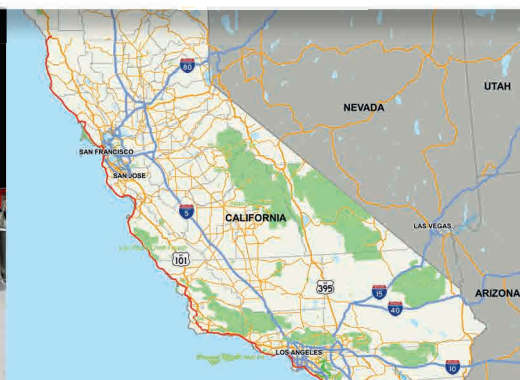 80
UTAH
NEVADA
SAN FRANCISCO
SAN JOSE
5
CALIFORNIA
LAS VEGAS
101
395
15
ARIZONA
40
LOS ANGELES
10